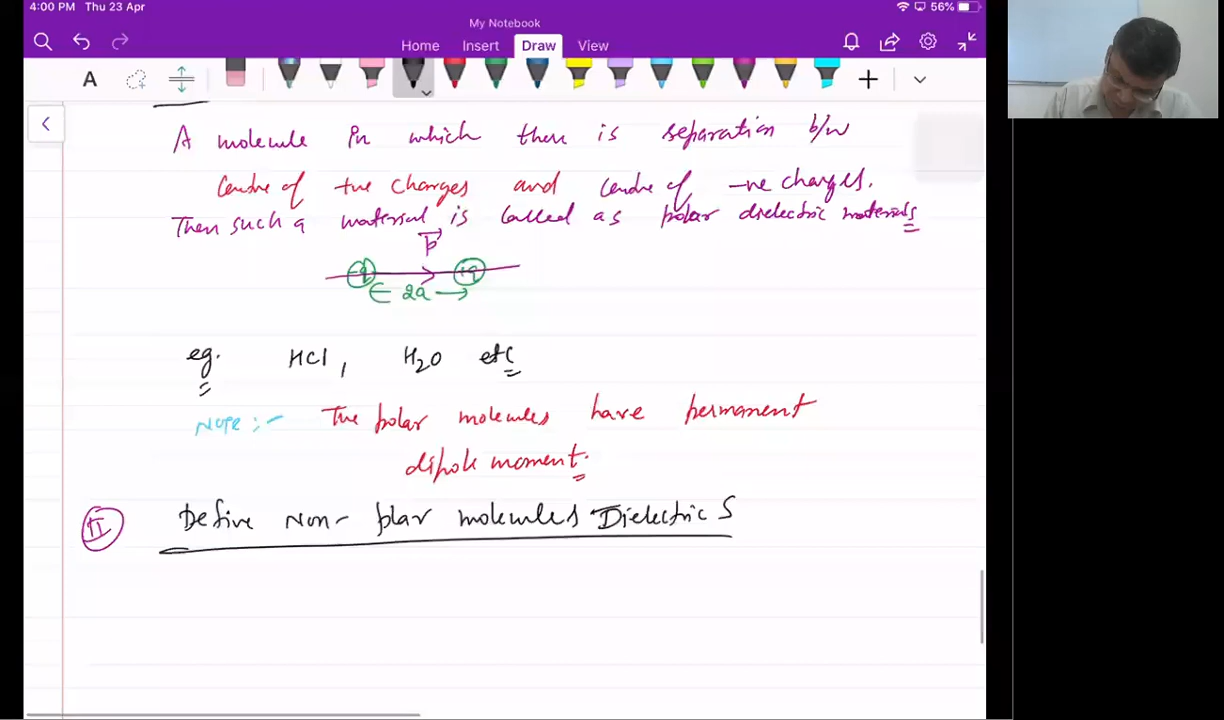 4:00 PM Thu 23 Apr
56%
My Notebook
Home Insert Draw View
A
A molecule in which there is separation b/w
Centre of +ve charges and centre of -ve charges.
Then such a material is called as polar dielectric materials
p
-q +q
2a
eg. HCl, H2O etc
NOTE:- The polar molecules have permanent
dipole moment.
II Define Non- plar molecules Dielectric S